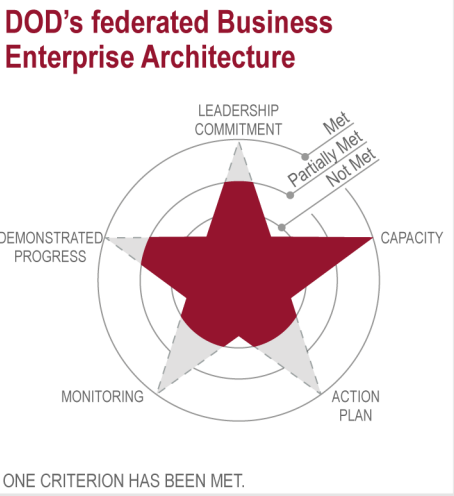 DOD's federated Business
Enterprise Architecture
LEADERSHIP
COMMITMENT
Met
Partially Met
Not Met
DEMONSTRATED
PROGRESS
CAPACITY
MONITORING
ACTION
PLAN
ONE CRITERION HAS BEEN MET.